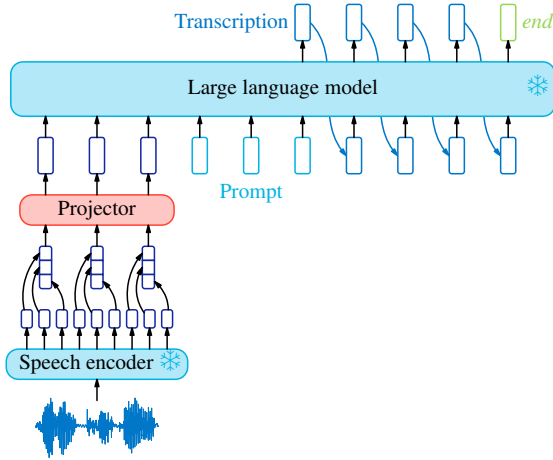 Transcription
end
Large language model
Prompt
Projector
Speech encoder